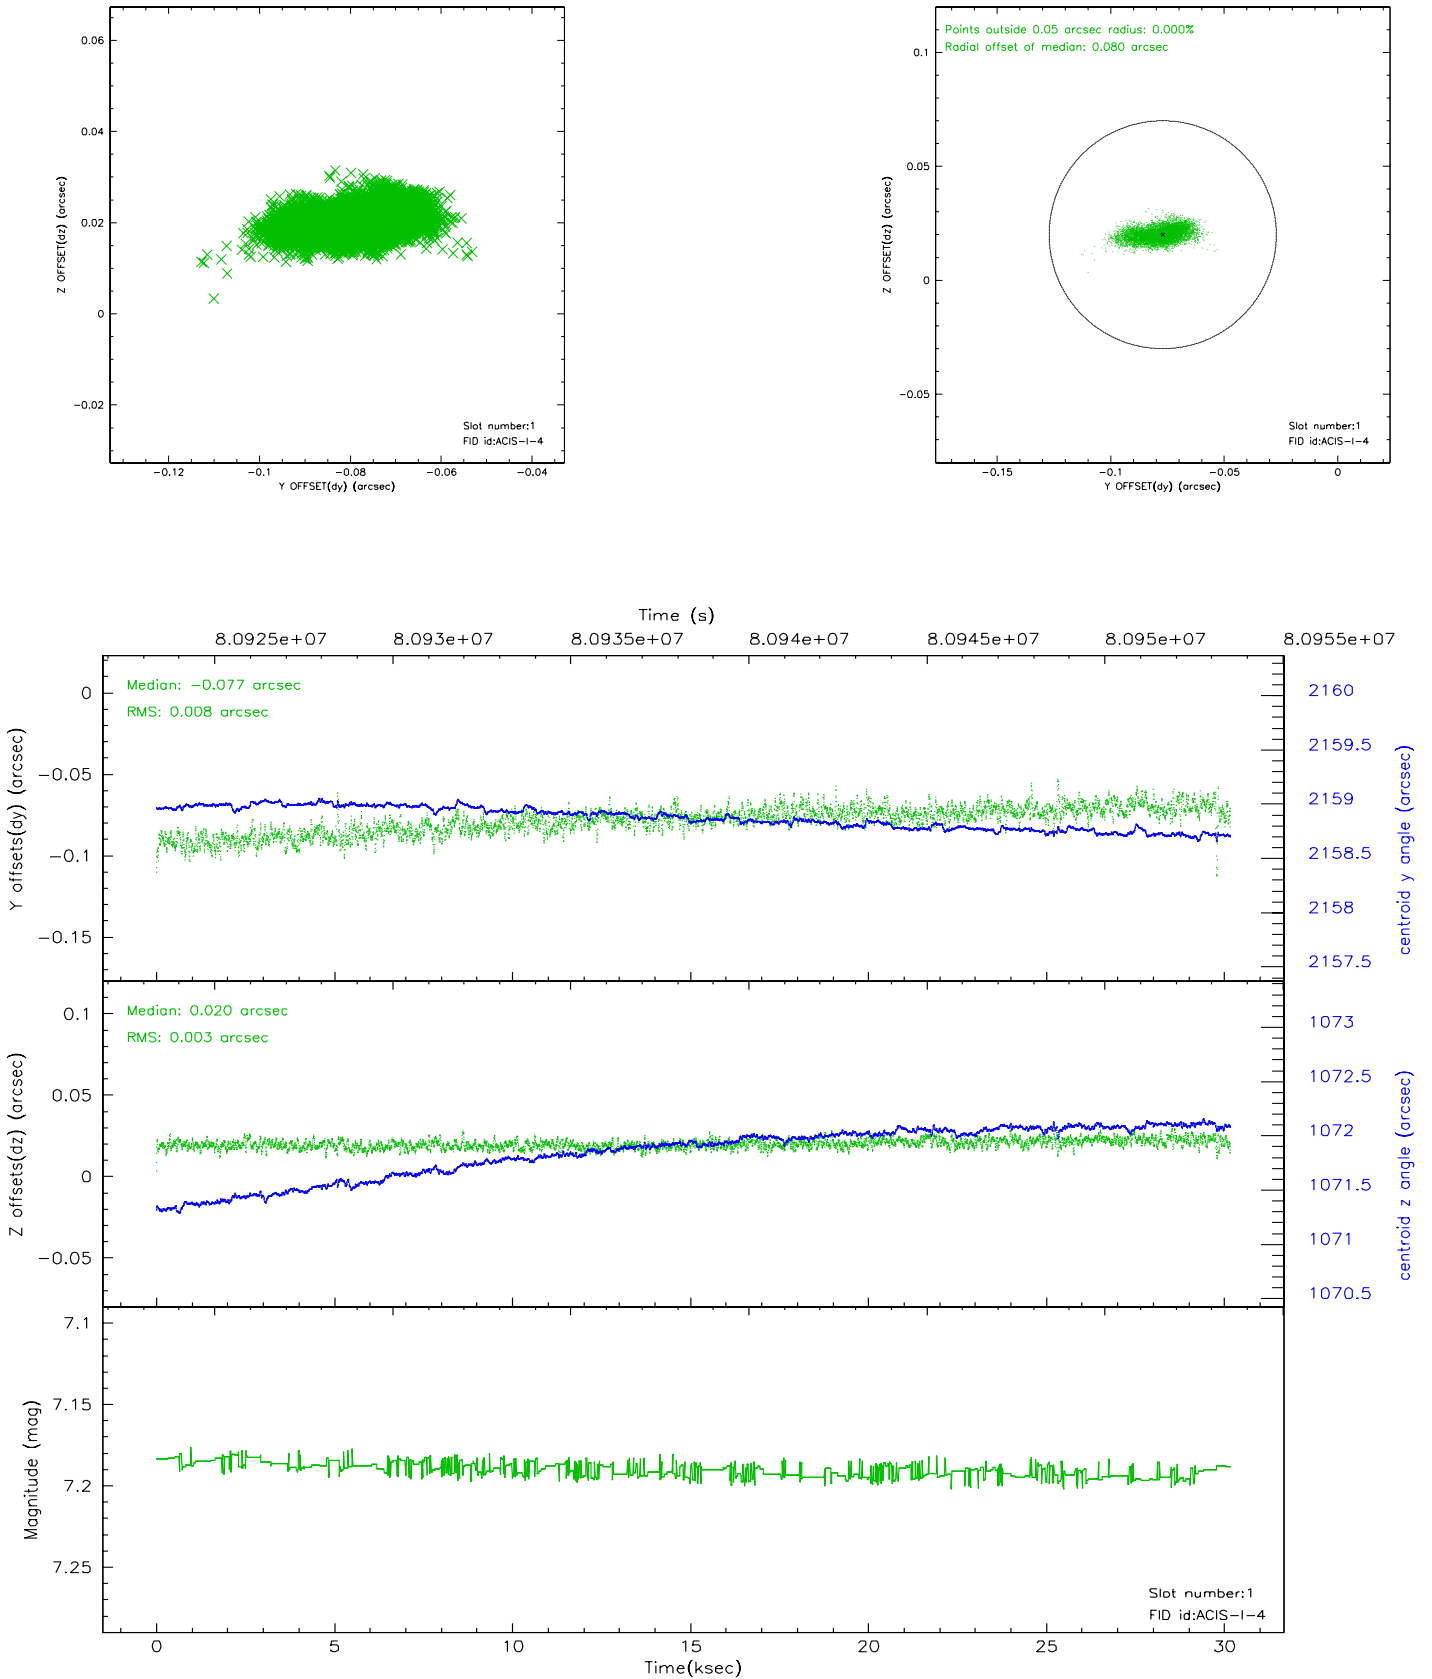 0.06
0.04
0.02
0
−0.02
Z OFFSET(dz) (arcsec)
Slot number:1
FID id:ACIS−I−4
−0.12
−0.1
−0.08
−0.06
−0.04
Y OFFSET(dy) (arcsec)
Points outside 0.05 arcsec radius: 0.000%
Radial offset of median: 0.080 arcsec
0.1
0.05
0
−0.05
Z OFFSET(dz) (arcsec)
Slot number:1
FID id:ACIS−I−4
−0.15
−0.1
−0.05
0
Y OFFSET(dy) (arcsec)
Time (s)
8.0925e+07
8.093e+07
8.0935e+07
8.094e+07
8.0945e+07
8.095e+07
8.0955e+07
Median: −0.077 arcsec
RMS: 0.008 arcsec
0
−0.05
−0.1
−0.15
Y offsets(dy) (arcsec)
2160
2159.5
2159
2158.5
2158
2157.5
centroid y angle (arcsec)
Median: 0.020 arcsec
RMS: 0.003 arcsec
0.1
0.05
0
−0.05
Z offsets(dz) (arcsec)
1073
1072.5
1072
1071.5
1071
1070.5
centroid z angle (arcsec)
7.1
7.15
7.2
7.25
Magnitude (mag)
Slot number:1
FID id:ACIS−I−4
0
5
10
15
20
25
30
Time(ksec)